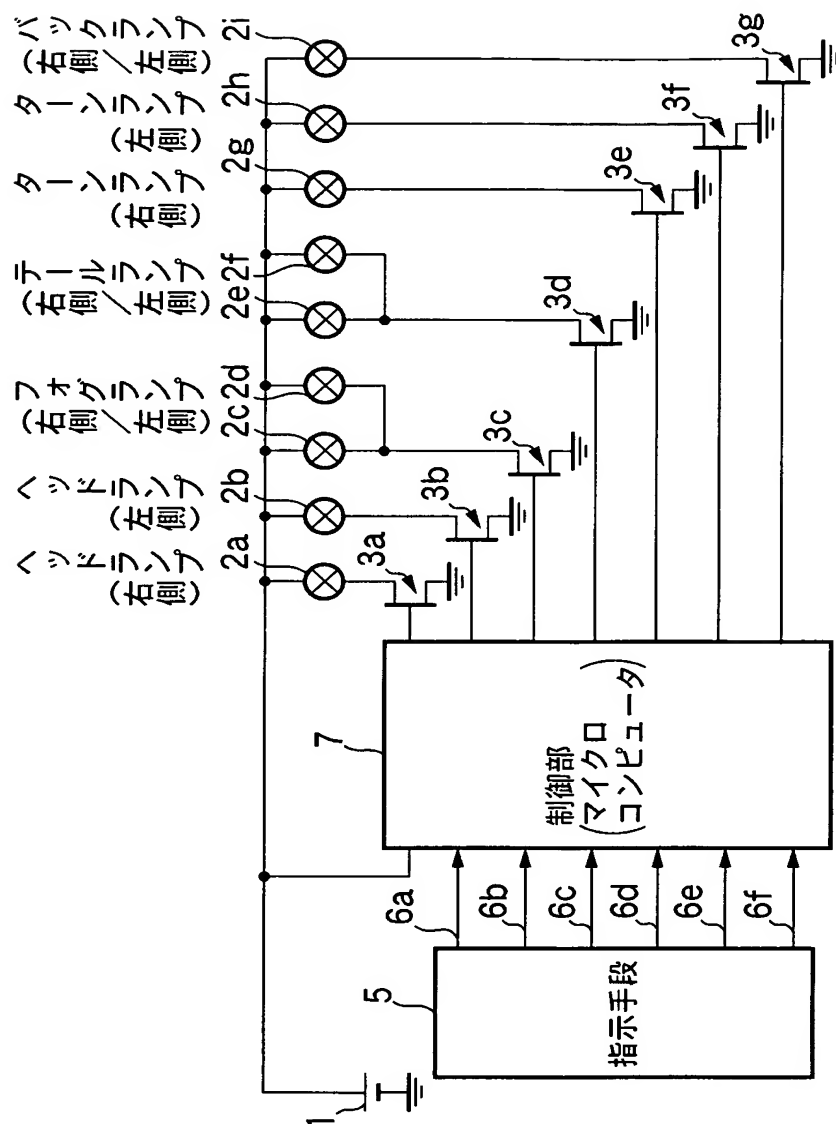 ヘッドランプ
(右側)
2a
ヘッドランプ
(左側)
2b
フォグランプ
(右側/左側)
2c 2d
テールランプ
(右側/左側)
2e 2f
ターンランプ
(右側)
2g
ターンランプ
(左側)
2h
バックランプ
(右側/左側)
2i
3a
3b
3c
3d
3e
3f
3g
7
制御部
(マイクロ
コンピュータ)
6a
6b
6c
6d
6e
6f
5
指示手段
1